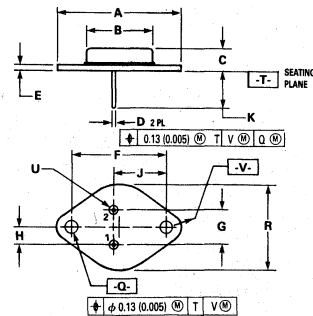 A
B
C
-T- SEATING PLANE
E
K
D 2 PL
⌖ 0.13 (0.005) Ⓜ T V Ⓜ Q Ⓜ
F
J
U
-V-
2
H
1
G
R
-Q-
⌖ ϕ 0.13 (0.005) Ⓜ T V Ⓜ